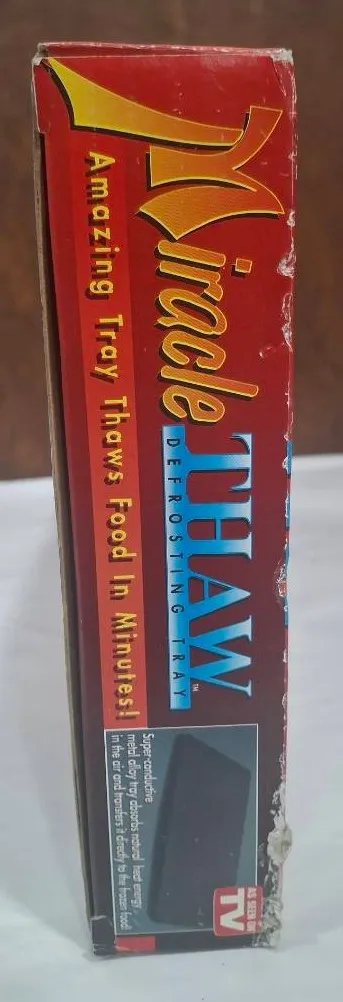 Miracle
THAW™
DEFROSTING TRAY
Amazing Tray Thaws Food In Minutes!
Super-conductive
metal alloy tray absorbs natural heat energy
in the air and transfers it directly to the frozen food!
AS SEEN ON
TV